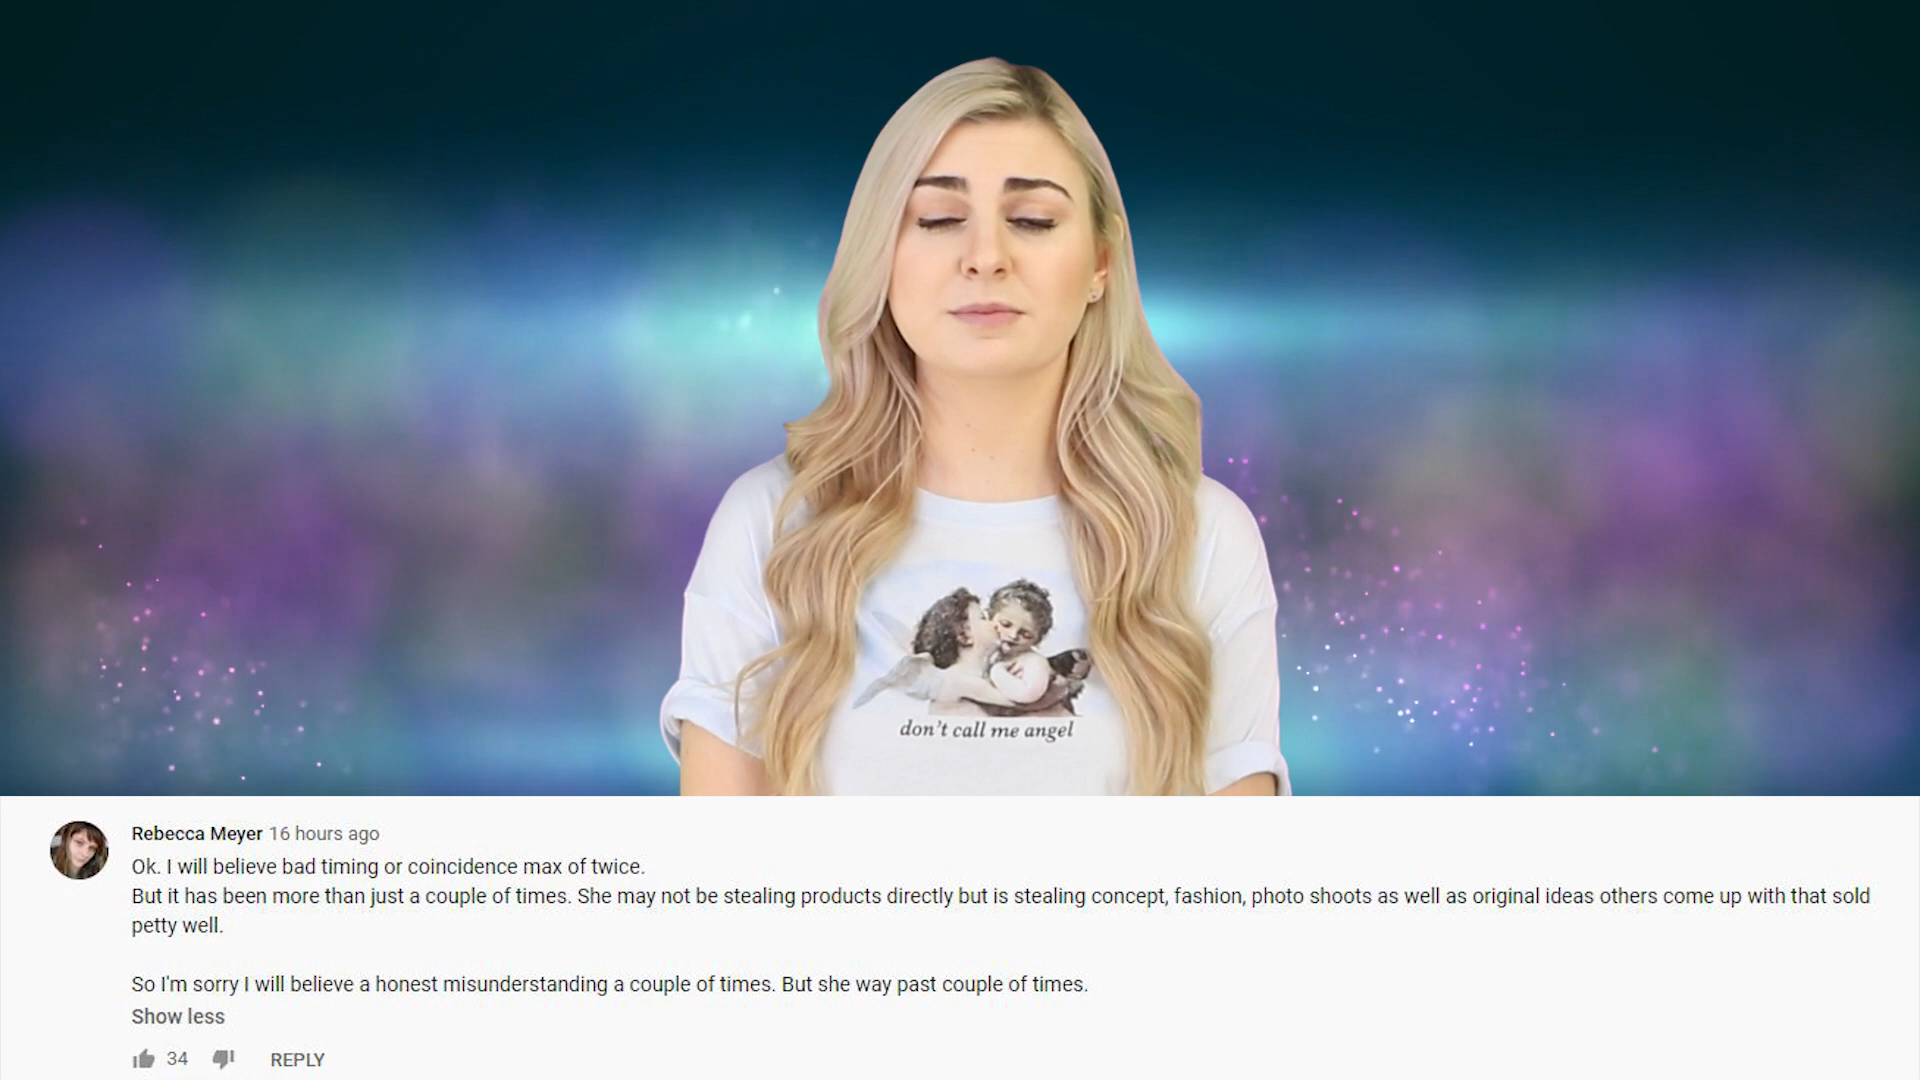 don't call me angel
Rebecca Meyer 16 hours ago
Ok. I will believe bad timing or coincidence max of twice.
But it has been more than just a couple of times. She may not be stealing products directly but is stealing concept, fashion, photo shoots as well as original ideas others come up with that sold
petty well.
So I'm sorry I will believe a honest misunderstanding a couple of times. But she way past couple of times.
Show less
34 REPLY